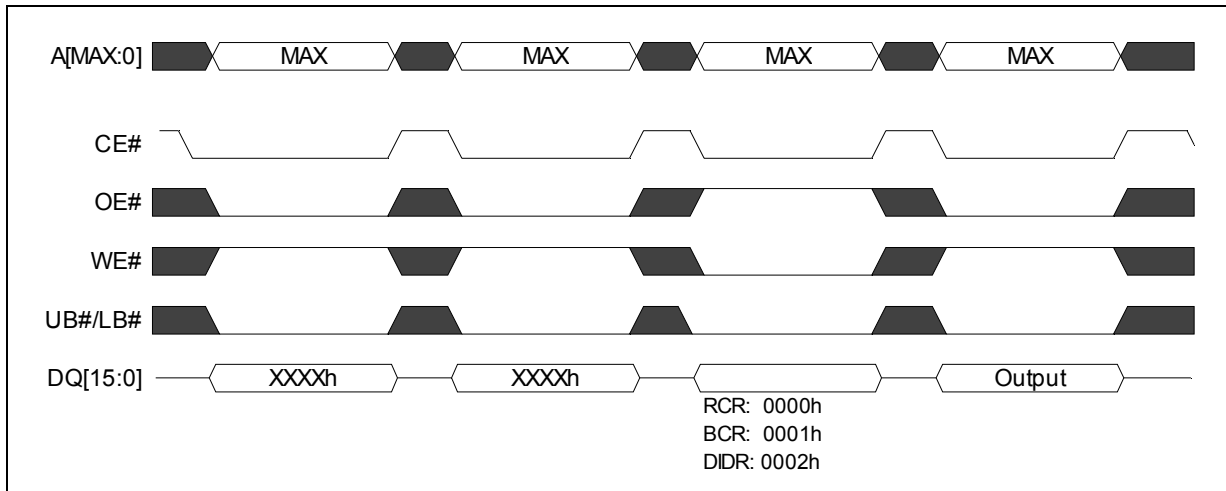 A[MAX:0] MAX MAX MAX MAX
CE#
OE#
WE#
UB#/LB#
DQ[15:0] XXXXh XXXXh Output
RCR: 0000h
BCR: 0001h
DIDR: 0002h